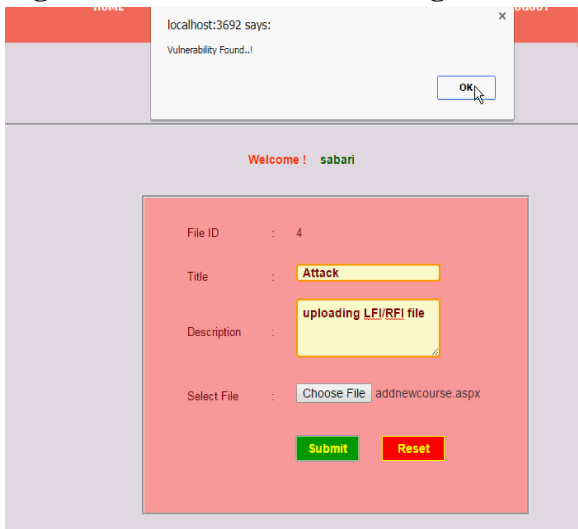 HOME
localhost:3692 says:
×
Vulnerability Found..!
OK
Welcome ! sabari
File ID : 4
Title : Attack
Description : uploading LFI/RFI file
Select File : Choose File addnewcourse.aspx
Submit Reset